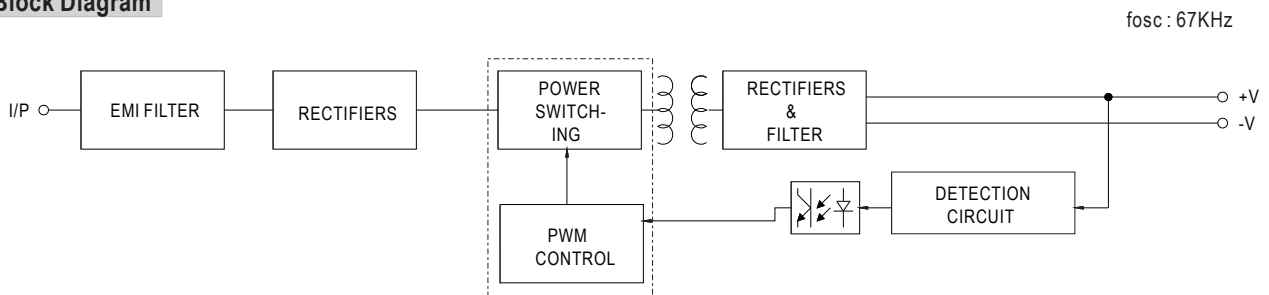 Block Diagram
fosc : 67KHz
I/P
EMI FILTER
RECTIFIERS
POWER
SWITCH-
ING
RECTIFIERS
&
FILTER
+V
-V
DETECTION
CIRCUIT
PWM
CONTROL